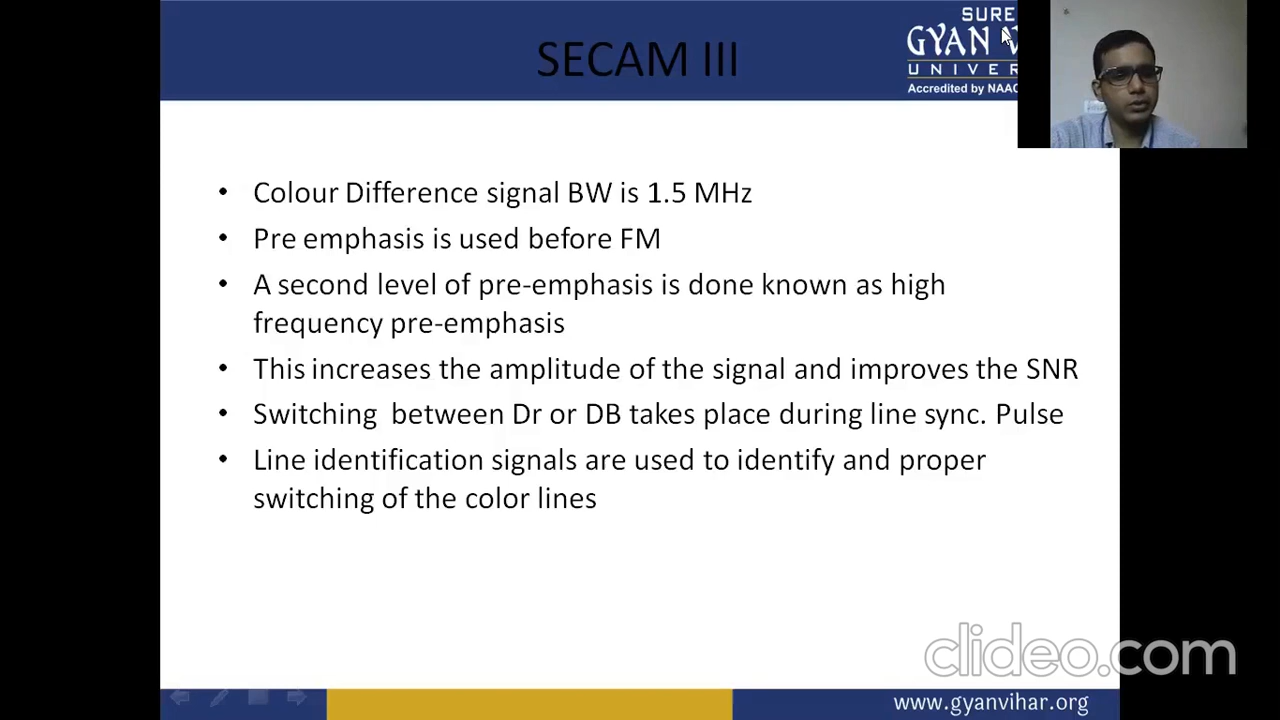 SECAM III
SURE
GYAN
UNIVER
Accredited by NAAC
• Colour Difference signal BW is 1.5 MHz
• Pre emphasis is used before FM
• A second level of pre-emphasis is done known as high
frequency pre-emphasis
• This increases the amplitude of the signal and improves the SNR
• Switching between Dr or DB takes place during line sync. Pulse
• Line identification signals are used to identify and proper
switching of the color lines
clideo.com
www.gyanvihar.org